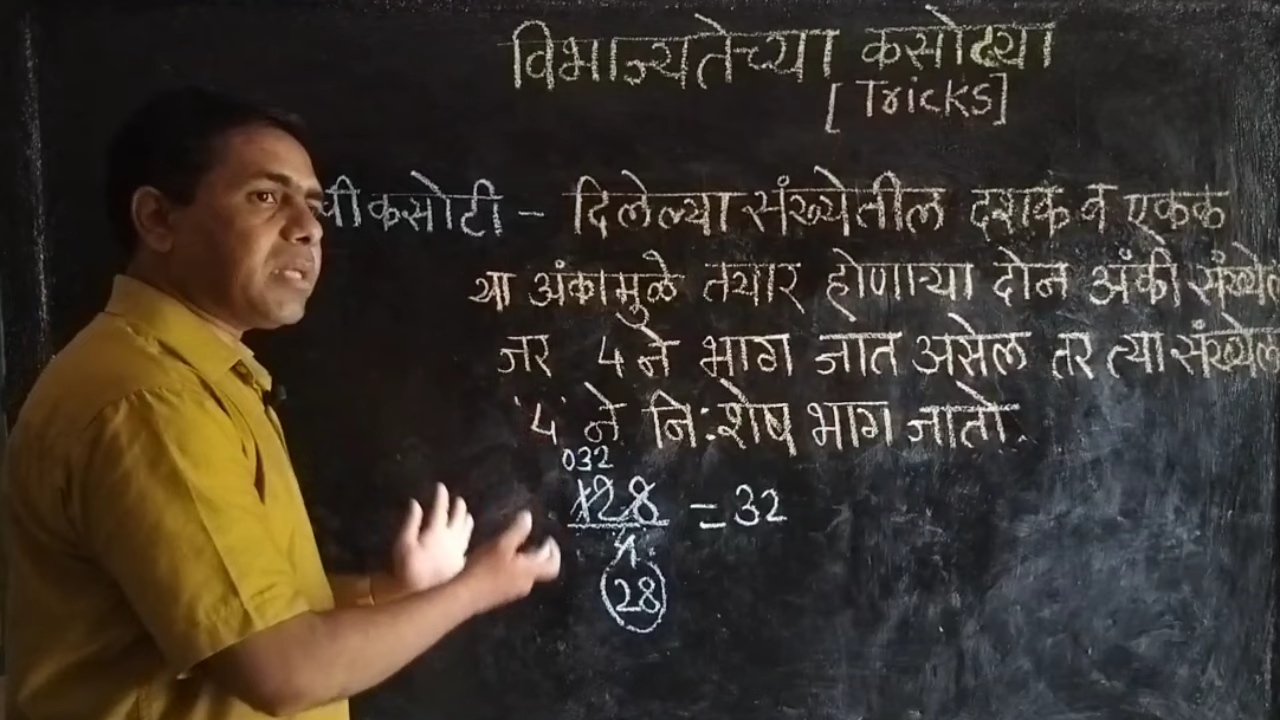 विभाज्यतेच्या कसोट्या
[Tricks]
ची कसोटी - दिलेल्या संख्येतील दशक व एकक
या अंकामुळे तयार होणाऱ्या दोन अंकी
जर 4 ने भाग जात असेल तर त्या
'4' ने नि:शेष भाग जातो.
032
128 = 32
4
28